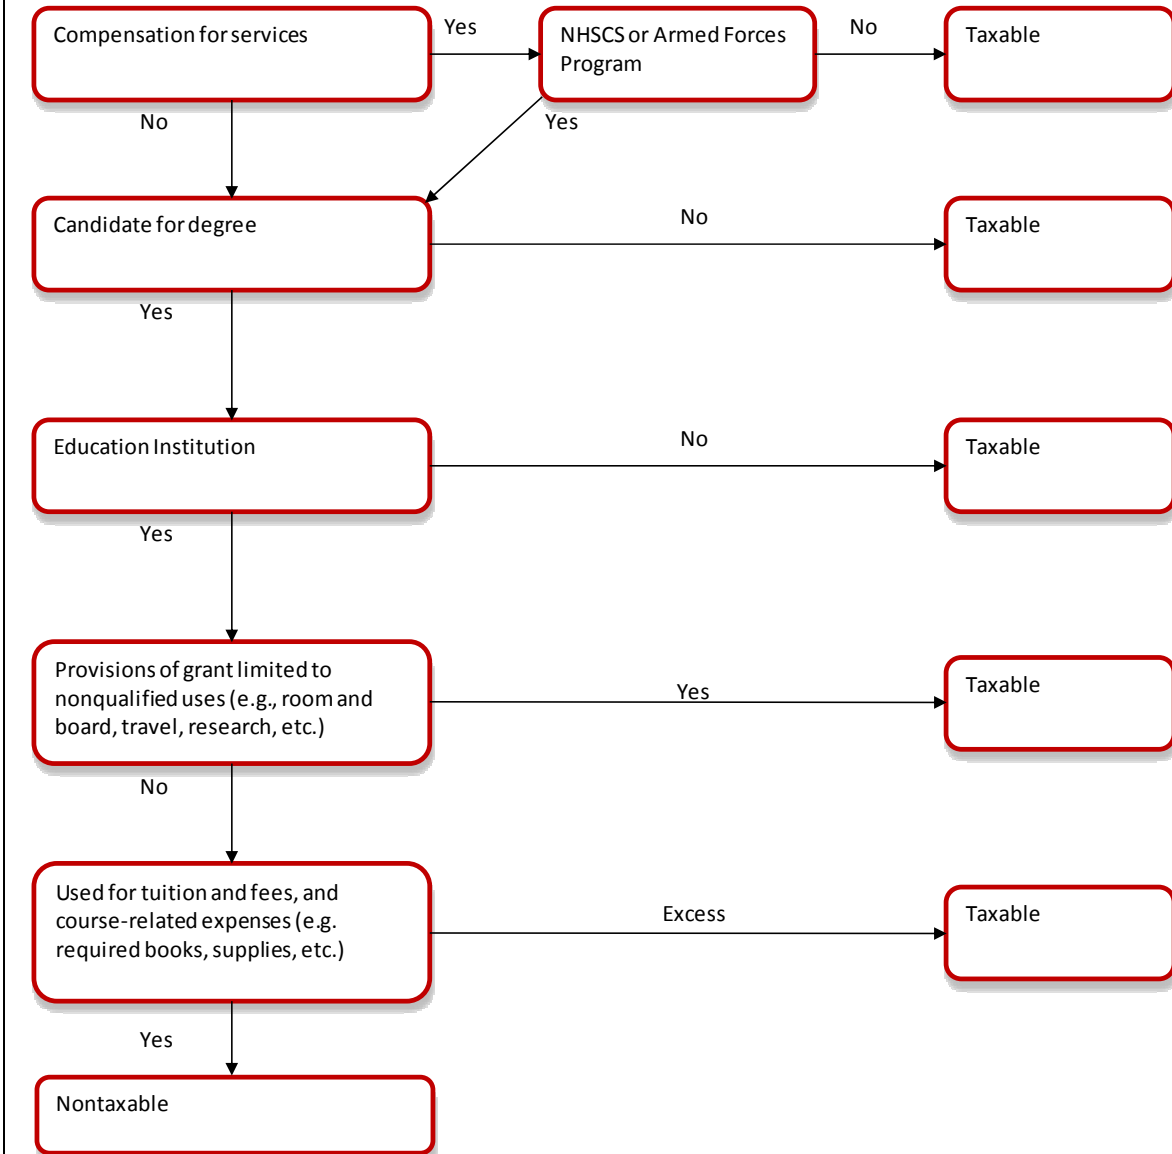 Compensation for services
Yes
NHSCS or Armed Forces
Program
No
Taxable
No
Yes
Candidate for degree
No
Taxable
Yes
Education Institution
No
Taxable
Yes
Provisions of grant limited to
nonqualified uses (e.g., room and
board, travel, research, etc.)
Yes
Taxable
No
Used for tuition and fees, and
course-related expenses (e.g.
required books, supplies, etc.)
Excess
Taxable
Yes
Nontaxable